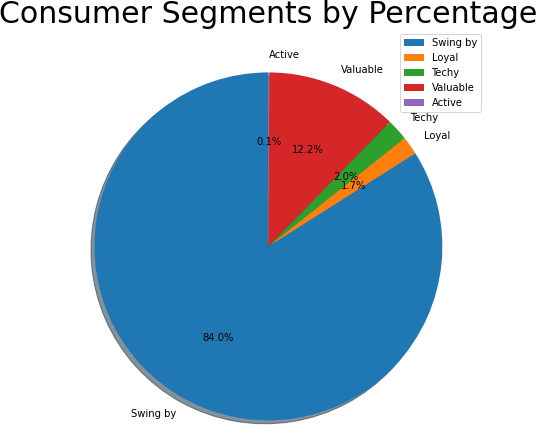 Consumer Segments by Percentage
Swing by
Loyal
Techy
Valuable
Active
Active
Valuable
Techy
Loyal
0.1%
12.2%
2.0%
1.7%
84.0%
Swing by